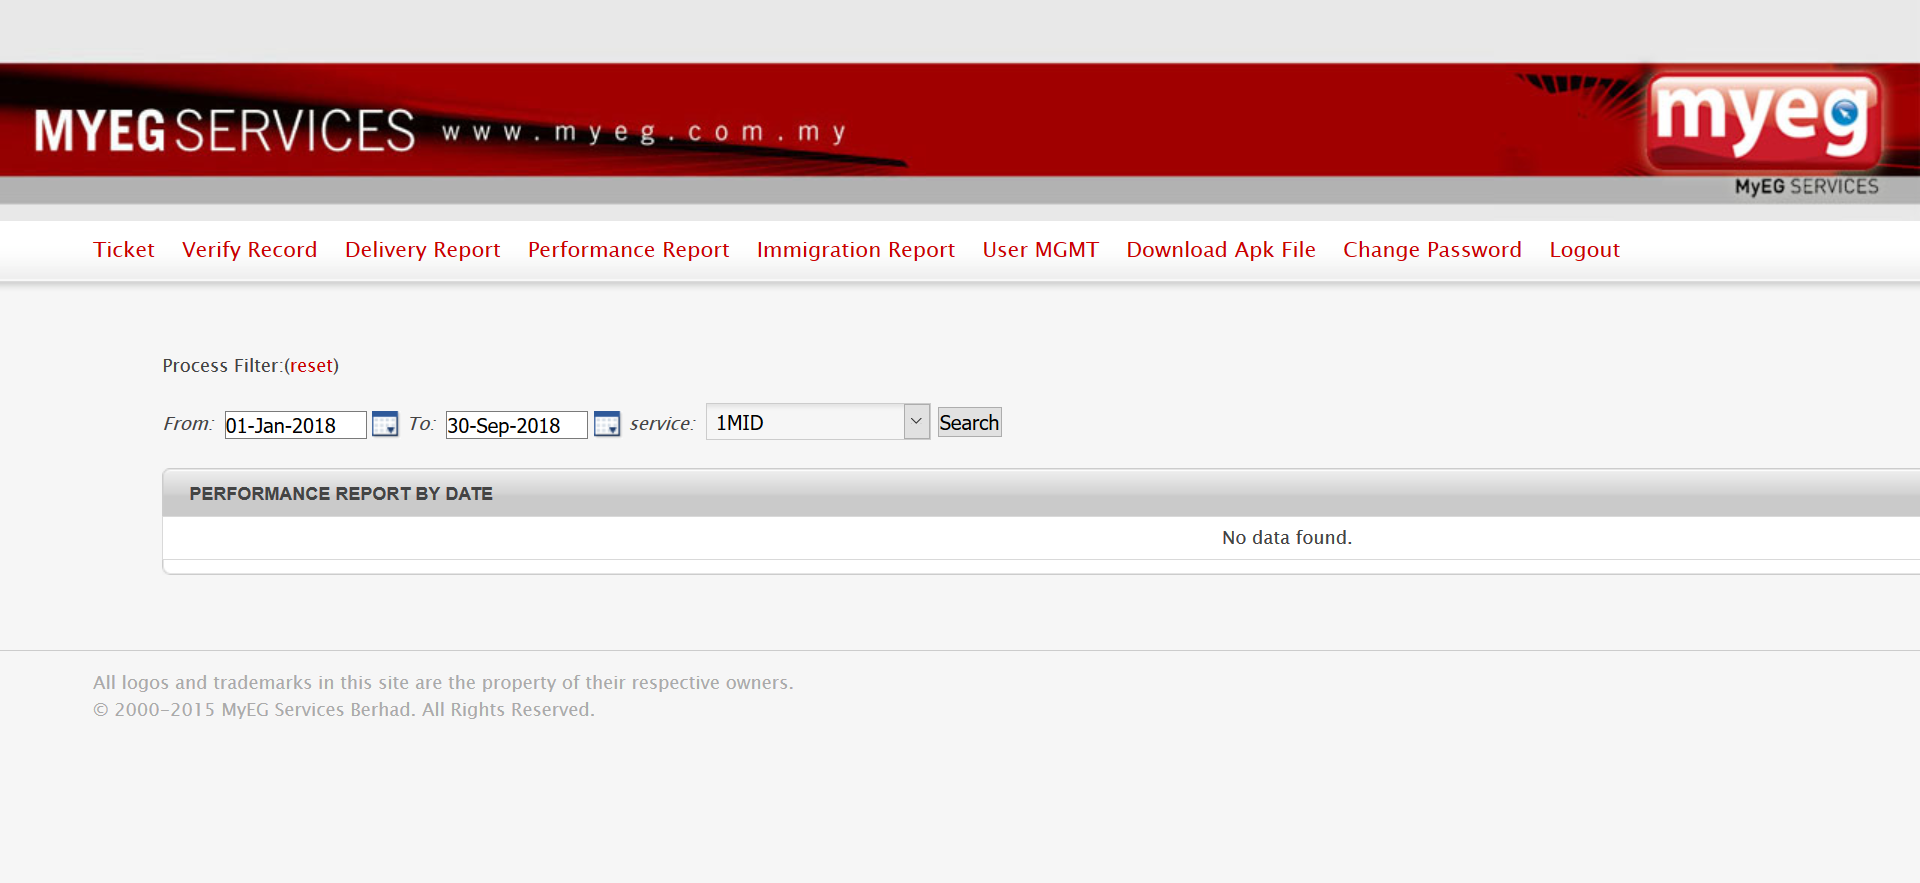 MYEG SERVICES www.myeg.com.my
myeg
MyEG SERVICES
Ticket Verify Record Delivery Report Performance Report Immigration Report User MGMT Download Apk File Change Password Logout
Process Filter:(reset)
From: 01-Jan-2018 To: 30-Sep-2018 service: 1MID Search
PERFORMANCE REPORT BY DATE
No data found.
All logos and trademarks in this site are the property of their respective owners.
© 2000-2015 MyEG Services Berhad. All Rights Reserved.